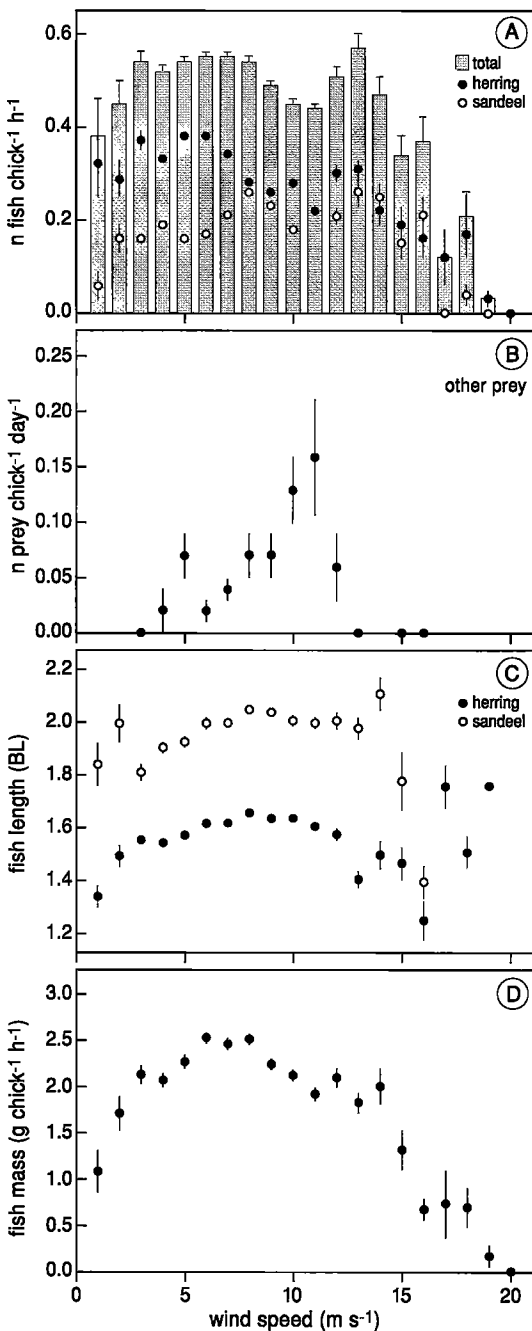 A
total
herring
sandeel
n fish chick⁻¹ h⁻¹
0.6
0.4
0.2
0.0
B
other prey
n prey chick⁻¹ day⁻¹
0.25
0.20
0.15
0.10
0.05
0.00
C
herring
sandeel
fish length (BL)
2.2
2.0
1.8
1.6
1.4
1.2
D
fish mass (g chick⁻¹ h⁻¹)
3.0
2.5
2.0
1.5
1.0
0.5
0.0
0 5 10 15 20
wind speed (m s⁻¹)